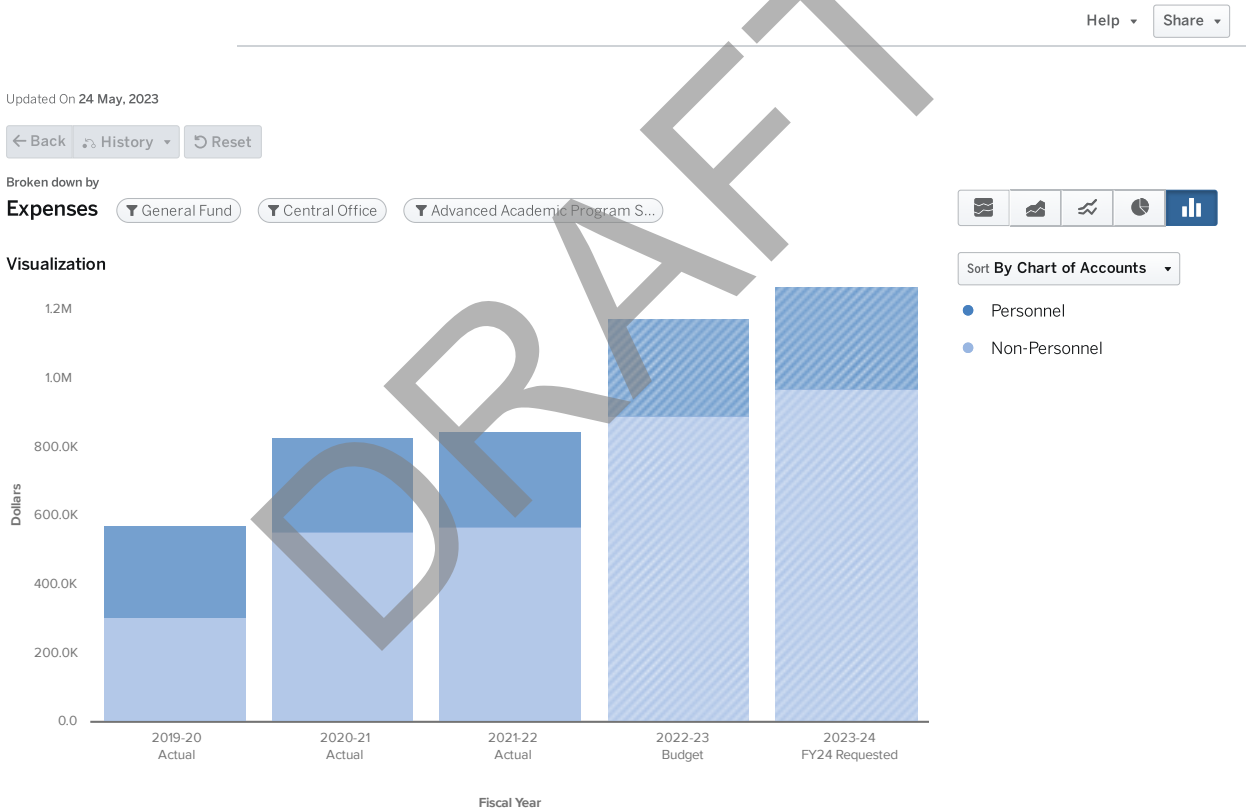 Help
Share
Updated On 24 May, 2023
Back
History
Reset
Broken down by
Expenses
General Fund
Central Office
Advanced Academic Program S...
Visualization
Sort By Chart of Accounts
Personnel
Non-Personnel
1.2M
1.0M
800.0K
600.0K
400.0K
200.0K
0.0
Dollars
2019-20
Actual
2020-21
Actual
2021-22
Actual
2022-23
Budget
2023-24
FY24 Requested
Fiscal Year
DRAFT